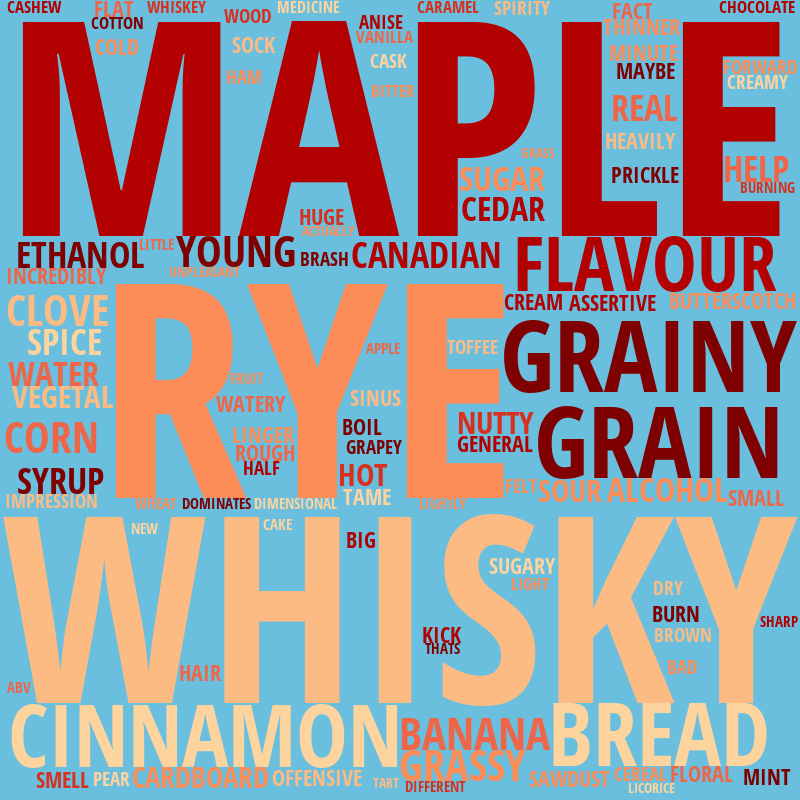 CASHEW
FLAT
COTTON
WHISKEY
WOOD
MEDICINE
ANISE
CARAMEL
SPIRITY
FACT
THINNER
CHOCOLATE
COLD
SOCK
VANILLA
CASK
MINUTE
MAYBE
FORWARD
CREAMY
HAM
BITTER
REAL
HEAVILY
MAPLE
GRASS
SUGAR
CEDAR
PRICKLE
HELP
BURNING
HUGE
ACTUALLY
ETHANOL
LITTLE
YOUNG
BRASH
CANADIAN
FLAVOUR
INCREDIBLY
UNPLEASANT
CREAM
ASSERTIVE
BUTTERSCOTCH
CLOVE
SPICE
WATER
VEGETAL
CORN
SYRUP
RYE
APPLE
TOFFEE
FRUIT
WATERY
SINUS
LINGER
ROUGH
HALF
BOIL
GRAPEY
NUTTY
GENERAL
HOT
TAME
GRAINY
GRAIN
IMPRESSION
WHEAT
DOMINATES
DIMENSIONAL
LIGHTLY
FELT
SOUR
ALCOHOL
SMALL
NEW
CAKE
BIG
SUGARY
LIGHT
DRY
BURN
BROWN
SHARP
WHISKY
KICK
THATS
BAD
HAIR
ABV
CINNAMON
BANANA
BREAD
GRASSY
SMELL
PEAR
CARDBOARD
OFFENSIVE
TART
DIFFERENT
SAWDUST
CEREAL
FLORAL
LICORICE
MINT